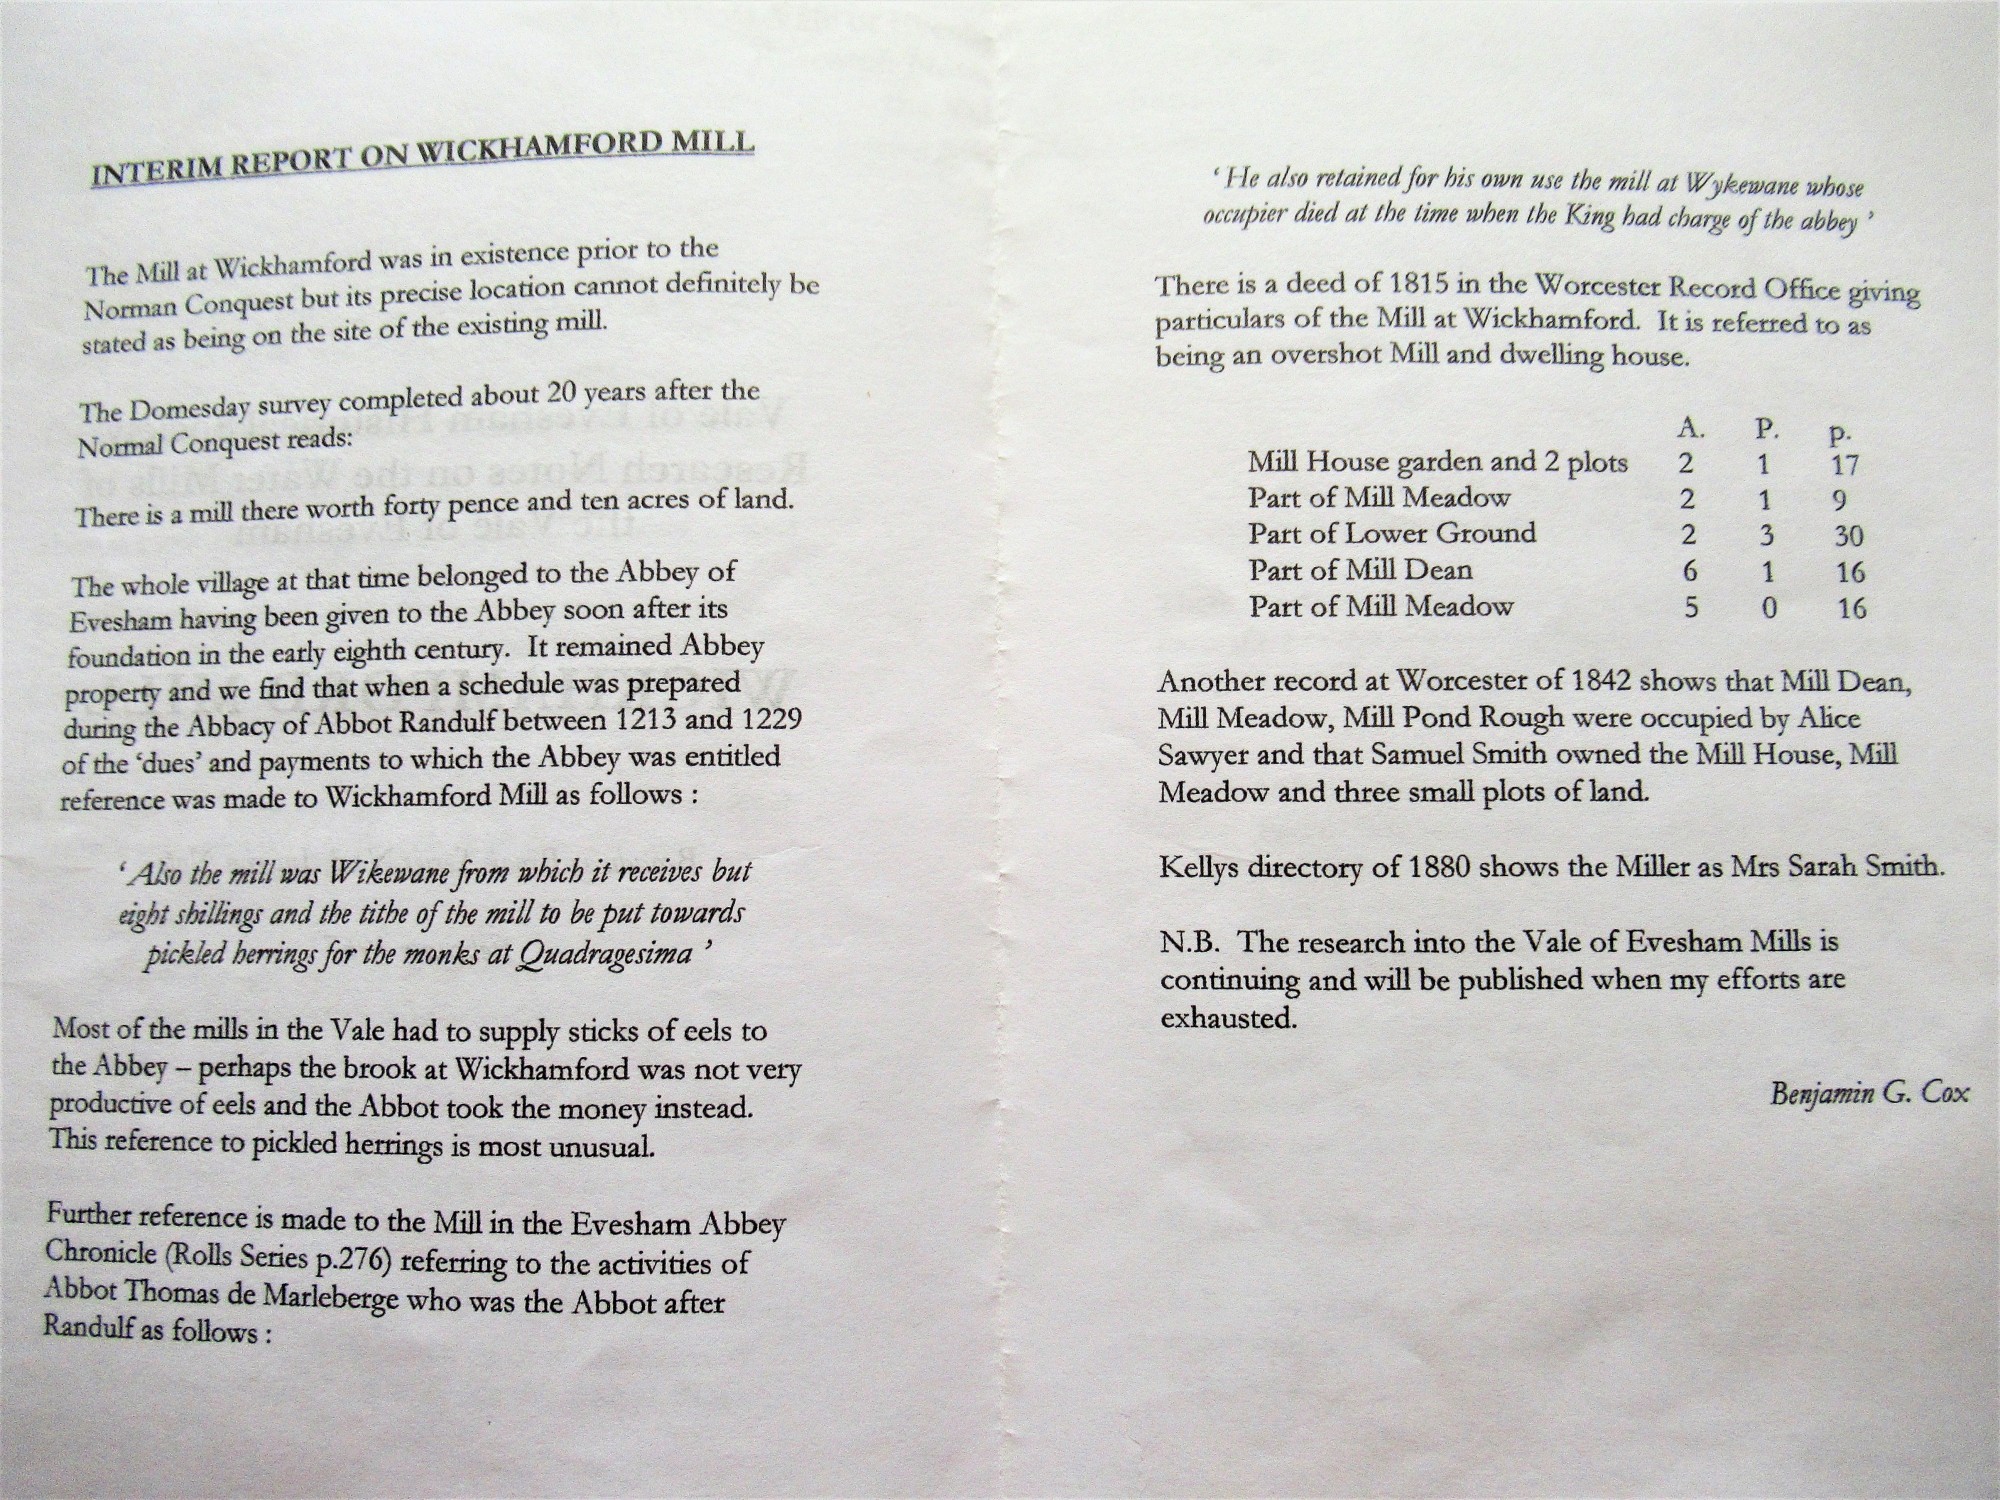 INTERIM REPORT ON WICKHAMFORD MILL
The Mill at Wickhamford was in existence prior to the
Norman Conquest but its precise location cannot definitely be
stated as being on the site of the existing mill.
The Domesday survey completed about 20 years after the
Normal Conquest reads:
There is a mill there worth forty pence and ten acres of land.
The whole village at that time belonged to the Abbey of
Evesham having been given to the Abbey soon after its
foundation in the early eighth century. It remained Abbey
property and we find that when a schedule was prepared
during the Abbacy of Abbot Randulf between 1213 and 1229
of the ‘dues’ and payments to which the Abbey was entitled
reference was made to Wickhamford Mill as follows :
‘ Also the mill was Wikewane from which it receives but
eight shillings and the tithe of the mill to be put towards
pickled herrings for the monks at Quadragesima ’
Most of the mills in the Vale had to supply sticks of eels to
the Abbey – perhaps the brook at Wickhamford was not very
productive of eels and the Abbot took the money instead.
This reference to pickled herrings is most unusual.
Further reference is made to the Mill in the Evesham Abbey
Chronicle (Rolls Series p.276) referring to the activities of
Abbot Thomas de Marleberge who was the Abbot after
Randulf as follows :
‘ He also retained for his own use the mill at Wykewane whose
occupier died at the time when the King had charge of the abbey ’
There is a deed of 1815 in the Worcester Record Office giving
particulars of the Mill at Wickhamford. It is referred to as
being an overshot Mill and dwelling house.
A. P. p.
Mill House garden and 2 plots 2 1 17
Part of Mill Meadow 2 1 9
Part of Lower Ground 2 3 30
Part of Mill Dean 6 1 16
Part of Mill Meadow 5 0 16
Another record at Worcester of 1842 shows that Mill Dean,
Mill Meadow, Mill Pond Rough were occupied by Alice
Sawyer and that Samuel Smith owned the Mill House, Mill
Meadow and three small plots of land.
Kellys directory of 1880 shows the Miller as Mrs Sarah Smith.
N.B. The research into the Vale of Evesham Mills is
continuing and will be published when my efforts are
exhausted.
Benjamin G. Cox